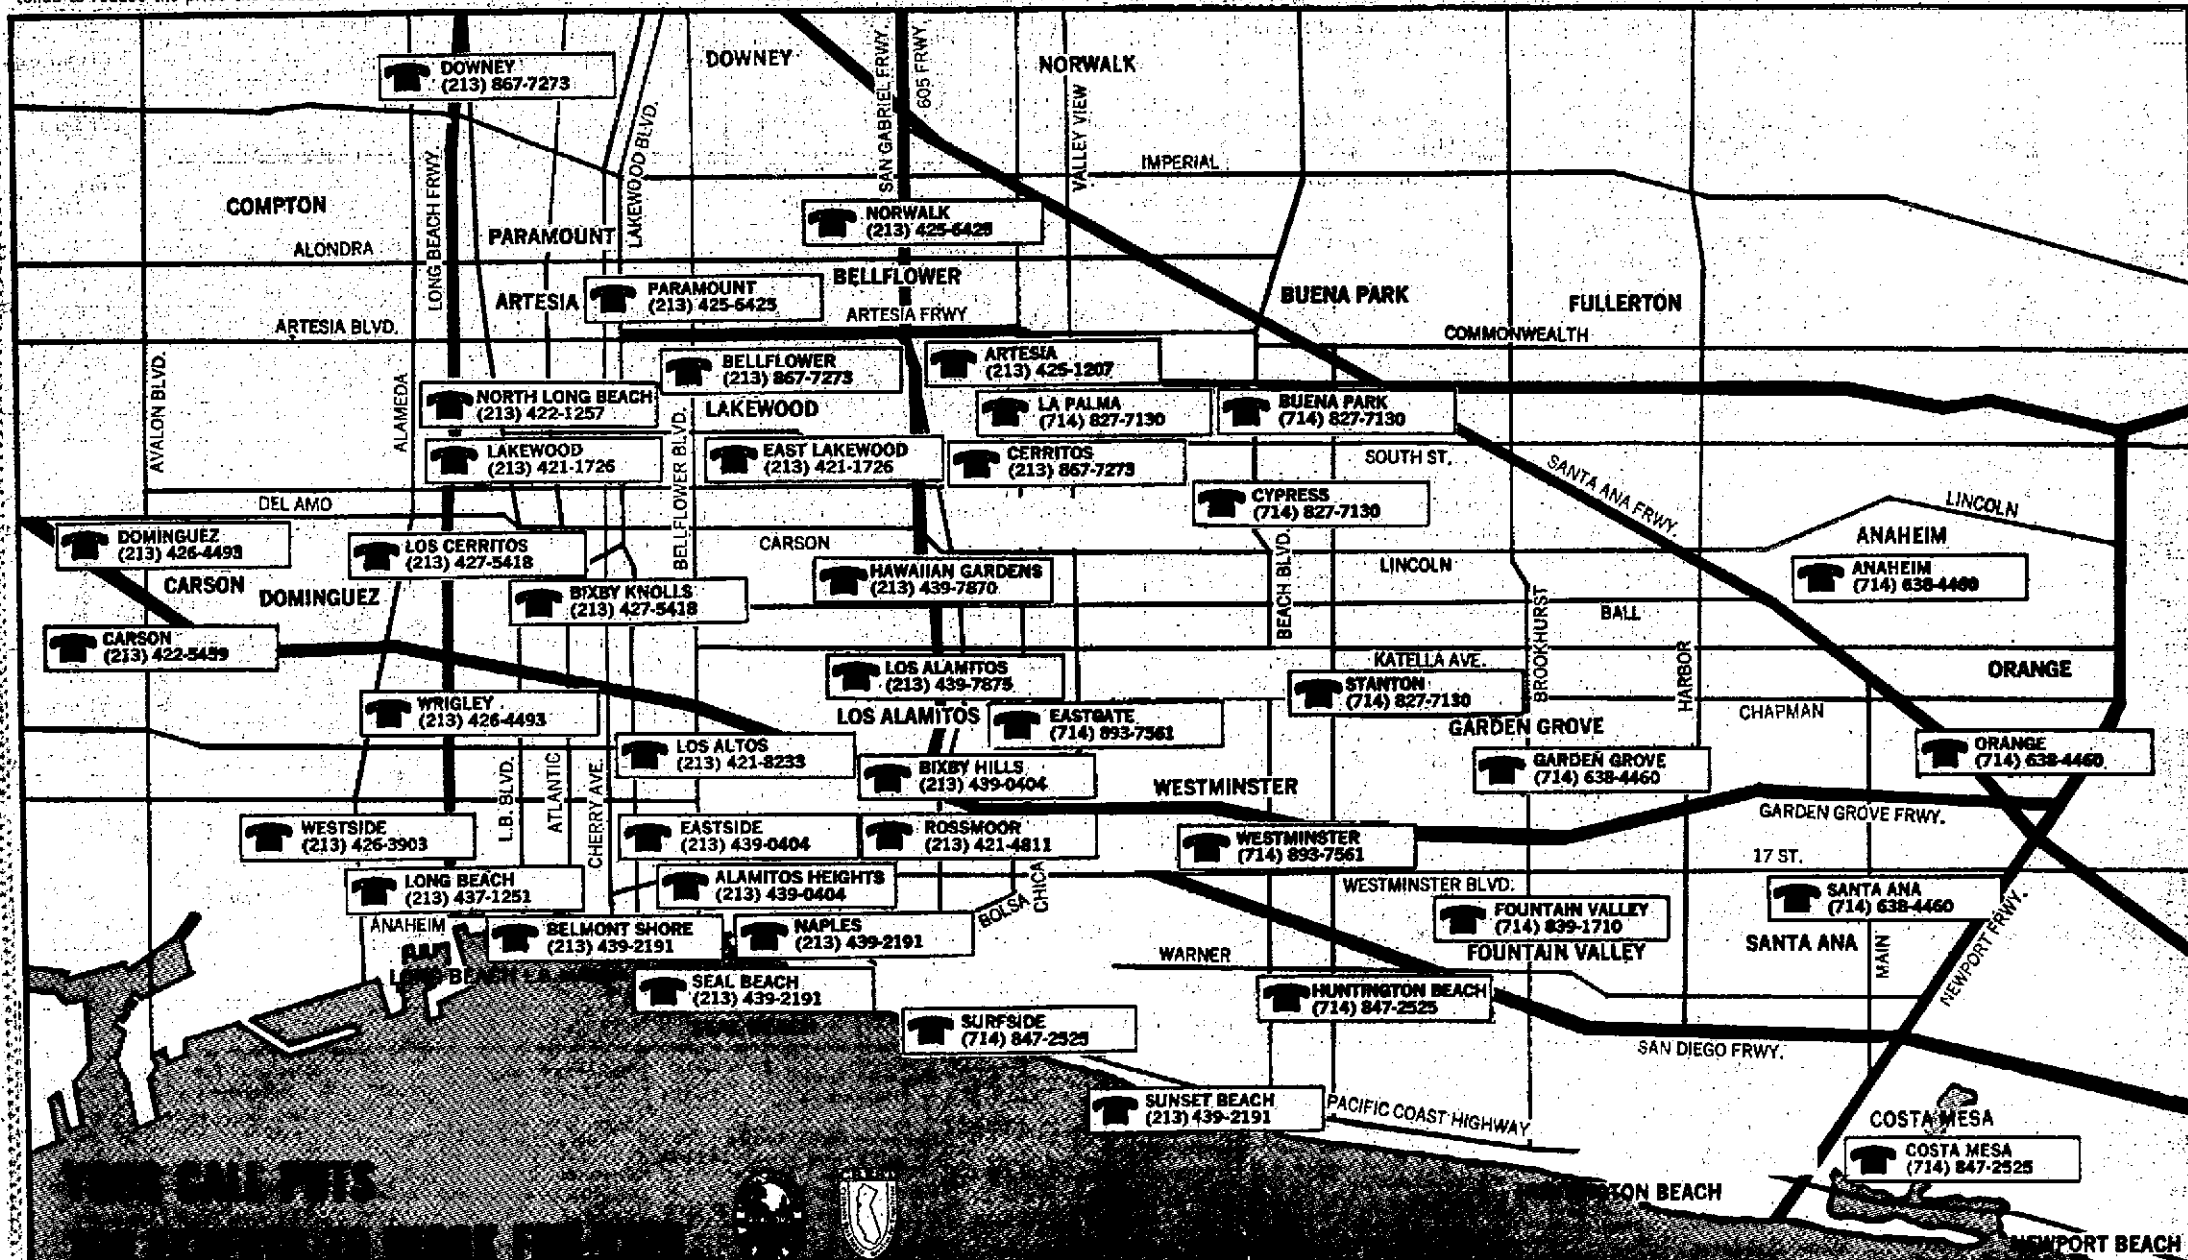 DOWNEY
(213) 867-7273
DOWNEY
SAN GABRIEL FRWY.
605 FRWY
NORWALK
VALLEY VIEW
LAKEWOOD BLVD.
IMPERIAL
COMPTON
LONG BEACH FRWY.
PARAMOUNT
NORWALK
(213) 425-6425
ALONDRA
BELLFLOWER
ARTESIA
PARAMOUNT
(213) 425-6425
BUENA PARK
FULLERTON
ARTESIA BLVD.
ARTESIA FRWY
COMMONWEALTH
AVALON BLVD.
ALAMEDA
BELLFLOWER
(213) 867-7273
ARTESIA
(213) 425-1207
NORTH LONG BEACH
(213) 422-1257
LAKEWOOD
LA PALMA
(714) 827-7130
BUENA PARK
(714) 827-7130
LAKEWOOD
(213) 421-1726
BELLFLOWER BLVD.
EAST LAKEWOOD
(213) 421-1726
CERRITOS
(213) 867-7273
SOUTH ST.
SANTA ANA FRWY.
DEL AMO
CYPRESS
(714) 827-7130
LINCOLN
DOMINGUEZ
(213) 426-4493
LOS CERRITOS
(213) 427-5418
CARSON
ANAHEIM
CARSON
DOMINGUEZ
BIXBY KNOLLS
(213) 427-5418
HAWAIIAN GARDENS
(213) 439-7870
BEACH BLVD.
LINCOLN
ANAHEIM
(714) 638-4460
BROOKHURST
BALL
CARSON
(213) 422-5459
LOS ALAMITOS
(213) 439-7875
KATELLA AVE.
HARBOR
ORANGE
STANTON
(714) 827-7130
WRIGLEY
(213) 426-4493
LOS ALAMITOS
EASTGATE
(714) 893-7561
GARDEN GROVE
CHAPMAN
LOS ALTOS
(213) 421-8233
BIXBY HILLS
(213) 439-0404
GARDEN GROVE
(714) 638-4460
ORANGE
(714) 638-4460
L.B. BLVD.
ATLANTIC
CHERRY AVE.
WESTMINSTER
GARDEN GROVE FRWY.
WESTSIDE
(213) 426-3903
EASTSIDE
(213) 439-0404
ROSSMOOR
(213) 421-4811
WESTMINSTER
(714) 893-7561
17 ST.
LONG BEACH
(213) 437-1251
ALAMITOS HEIGHTS
(213) 439-0404
BOLSA CHICA
WESTMINSTER BLVD.
SANTA ANA
(714) 638-4460
ANAHEIM
BELMONT SHORE
(213) 439-2191
NAPLES
(213) 439-2191
FOUNTAIN VALLEY
(714) 839-1710
WARNER
FOUNTAIN VALLEY
SANTA ANA
MAIN
NEWPORT FRWY.
LONG BEACH
SEAL BEACH
(213) 439-2191
HUNTINGTON BEACH
(714) 847-2525
SEAL BEACH
SURFSIDE
(714) 847-2525
SAN DIEGO FRWY.
SUNSET BEACH
(213) 439-2191
PACIFIC COAST HIGHWAY
COSTA MESA
COSTA MESA
(714) 847-2525
YOUR CALL PUTS
HUNTINGTON BEACH
NEWPORT BEACH